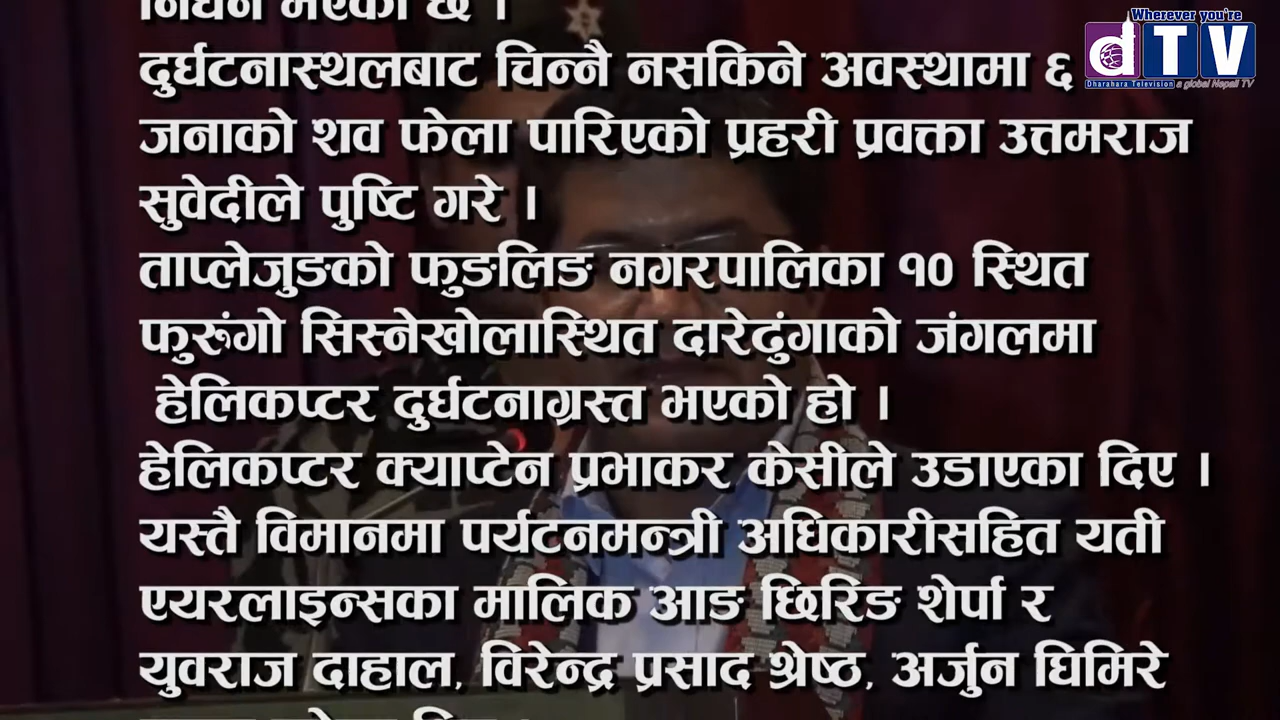 Wherever you're
dTV
Dharahara Television a global Nepali TV
निधन भएको छ ।
दुर्घटनास्थलबाट चिन्नै नसकिने अवस्थामा ६
जनाको शव फेला पारिएको प्रहरी प्रवक्ता उत्तमराज
सुवेदीले पुष्टि गरे ।
ताप्लेजुङको फुङलिङ नगरपालिका १० स्थित
फुरुंगो सिस्नेखोलास्थित दारेढुंगाको जंगलमा
हेलिकप्टर दुर्घटनाग्रस्त भएको हो ।
हेलिकप्टर क्याप्टेन प्रभाकर केसीले उडाएका दिए ।
यस्तै विमानमा पर्यटनमन्त्री अधिकारीसहित यती
एयरलाइन्सका मालिक आङ छिरिङ शेर्पा र
युवराज दाहाल, विरेन्द्र प्रसाद श्रेष्ठ, अर्जुन घिमिरे